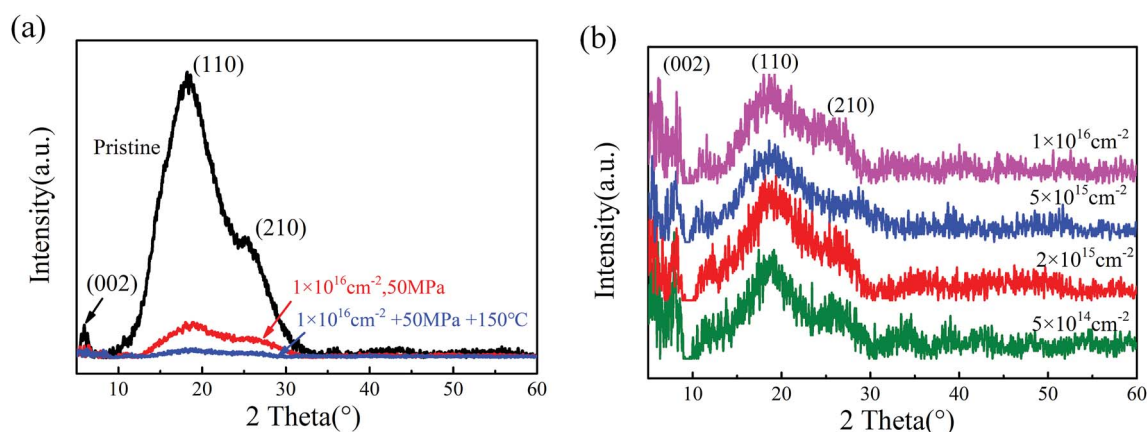 (a)
(110)
Pristine
(210)
(002)
1×10¹⁶cm⁻²,50MPa
1×10¹⁶cm⁻² +50MPa +150℃
Intensity(a.u.)
10 20 30 40 50 60
2 Theta(°)
(b)
(002)
(110)
(210)
1×10¹⁶cm⁻²
5×10¹⁵cm⁻²
2×10¹⁵cm⁻²
5×10¹⁴cm⁻²
Intensity(a.u.)
10 20 30 40 50 60
2 Theta(°)